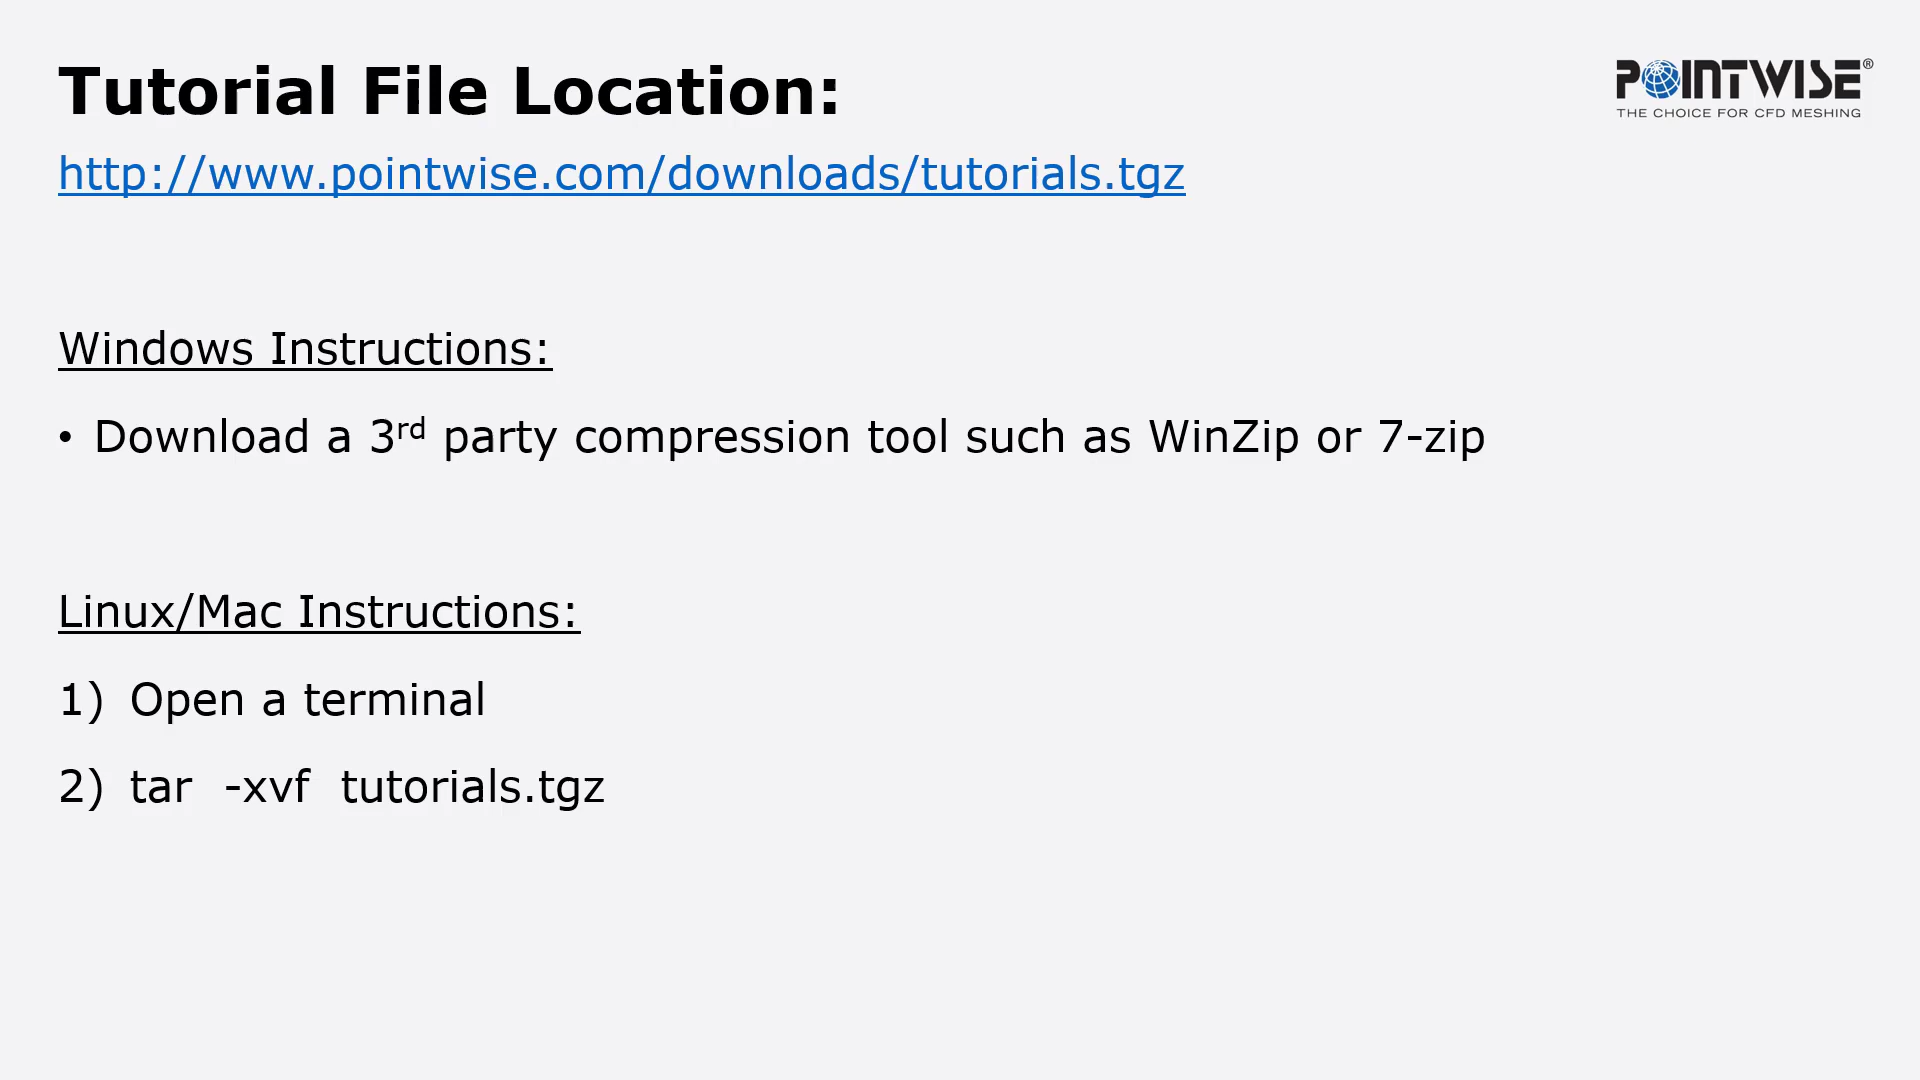 Tutorial File Location:
POINTWISE®
THE CHOICE FOR CFD MESHING
http://www.pointwise.com/downloads/tutorials.tgz
Windows Instructions:
• Download a 3rd party compression tool such as WinZip or 7-zip
Linux/Mac Instructions:
1) Open a terminal
2) tar -xvf tutorials.tgz